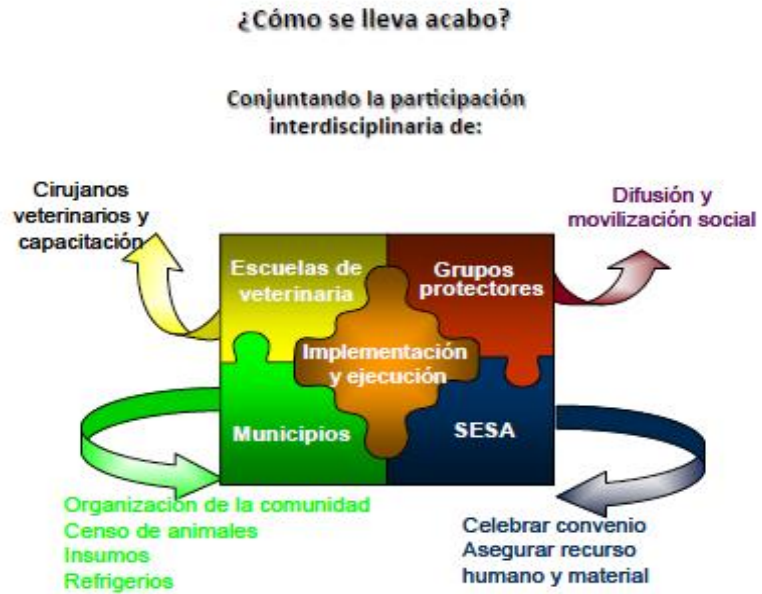 ¿Cómo se lleva acabo?
Conjuntando la participación
interdisciplinaria de:
Cirujanos
veterinarios y
capacitación
Difusión y
movilización social
Escuelas de
veterinaria
Grupos
protectores
Implementación
y ejecución
Municipios
SESA
Organización de la comunidad
Censo de animales
Insumos
Refrigerios
Celebrar convenio
Asegurar recurso
humano y material